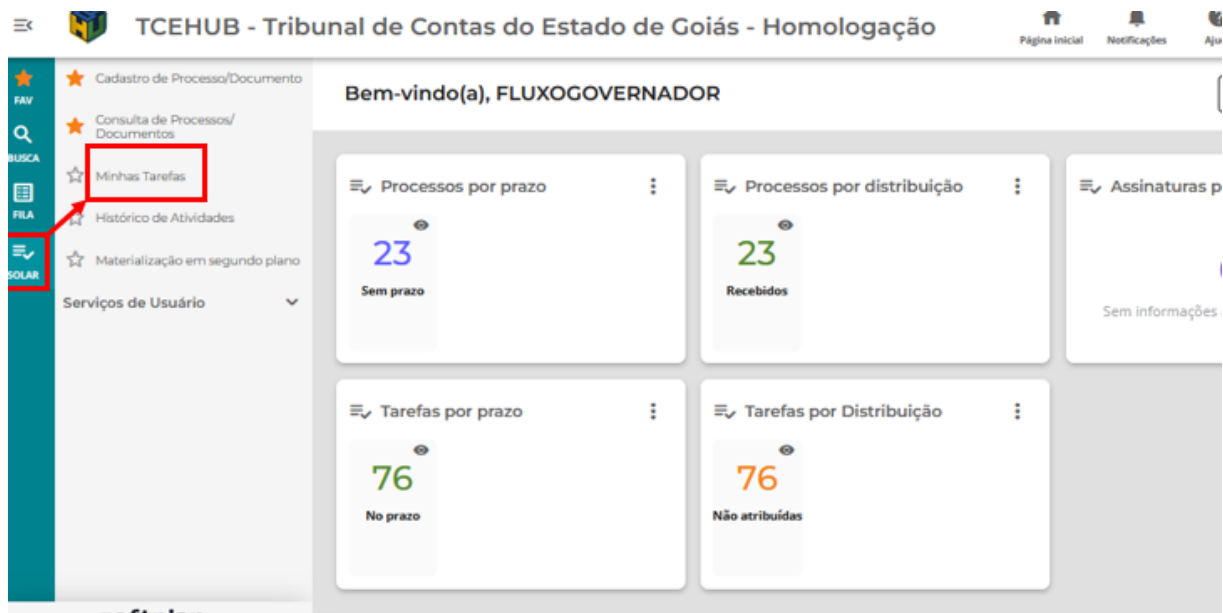 TCEHUB - Tribunal de Contas do Estado de Goiás - Homologação
Página inicial
Notificações
FAV
BUSCA
FILA
SOLAR
Cadastro de Processo/Documento
Consulta de Processos/
Documentos
Minhas Tarefas
Histórico de Atividades
Materialização em segundo plano
Serviços de Usuário
Bem-vindo(a), FLUXOGOVERNADOR
Processos por prazo
23
Sem prazo
Processos por distribuição
23
Recebidos
Assinaturas p
Sem informações
Tarefas por prazo
76
No prazo
Tarefas por Distribuição
76
Não atribuídas